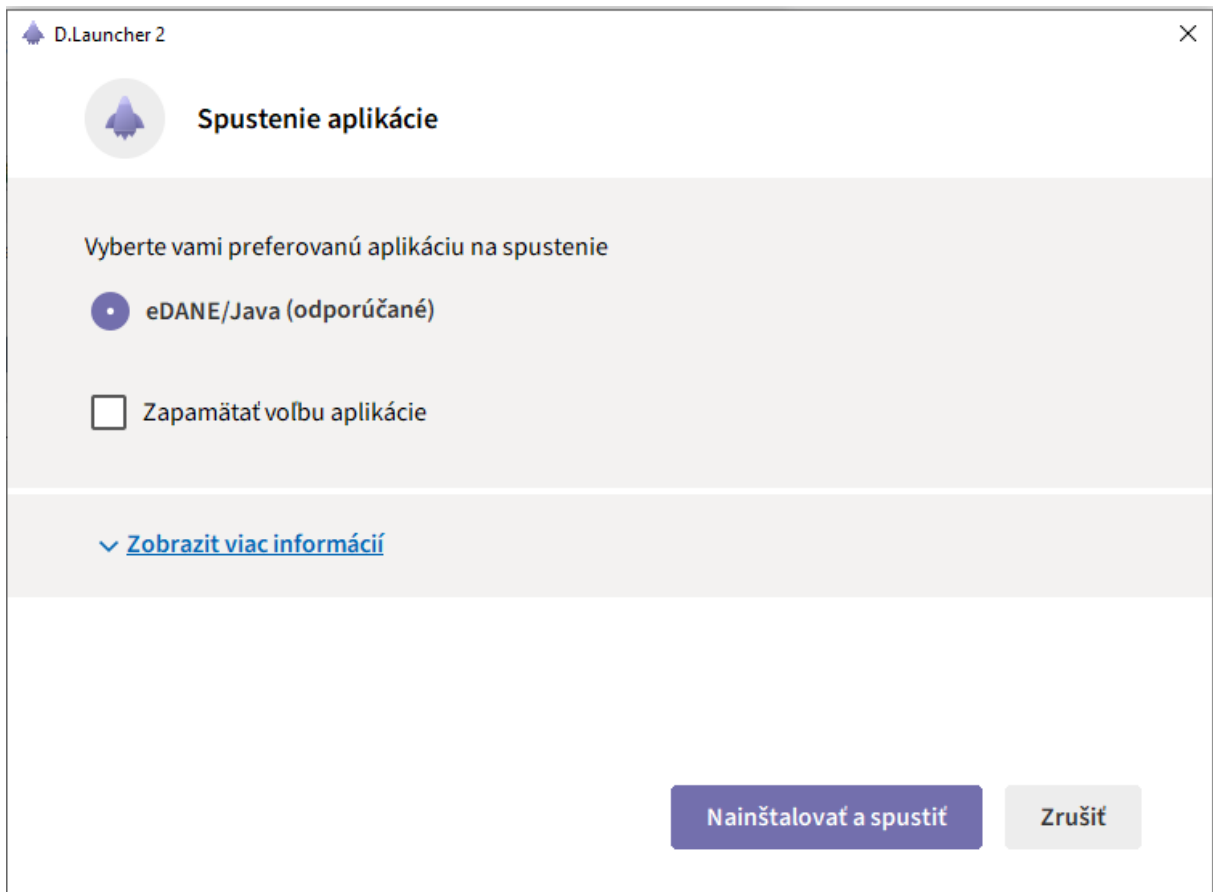 D.Launcher 2
Spustenie aplikácie
Vyberte vami preferovanú aplikáciu na spustenie
eDANE/Java (odporúčané)
Zapamätať voľbu aplikácie
Zobrazit viac informácií
Nainštalovať a spustiť
Zrušiť